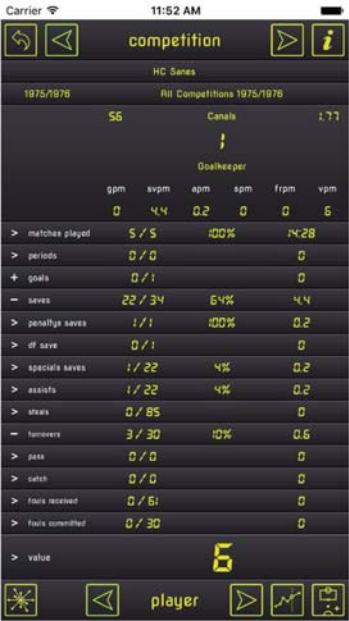 Carrier 11:52 AM
competition i
HC Sanes
1975/1976 All Competitions 1975/1976
56 Canals 1.77
1
Goalkeeper
gpm svpm apm spm frpm vpm
0 4.4 0.2 0 0 6
> matches played 5 / 5 100% 14:28
> periods 0 / 0 0
+ goals 0 / 1 0
- saves 22 / 34 64% 4.4
> penaltys saves 1 / 1 100% 0.2
> df save 0 / 1 0
> specials saves 1 / 22 4% 0.2
> assists 1 / 22 4% 0.2
> steals 0 / 85 0
- turnovers 3 / 30 10% 0.6
> pass 0 / 0 0
> catch 0 / 0 0
> fouls received 0 / 61 0
> fouls committed 0 / 30 0
> value 6
player